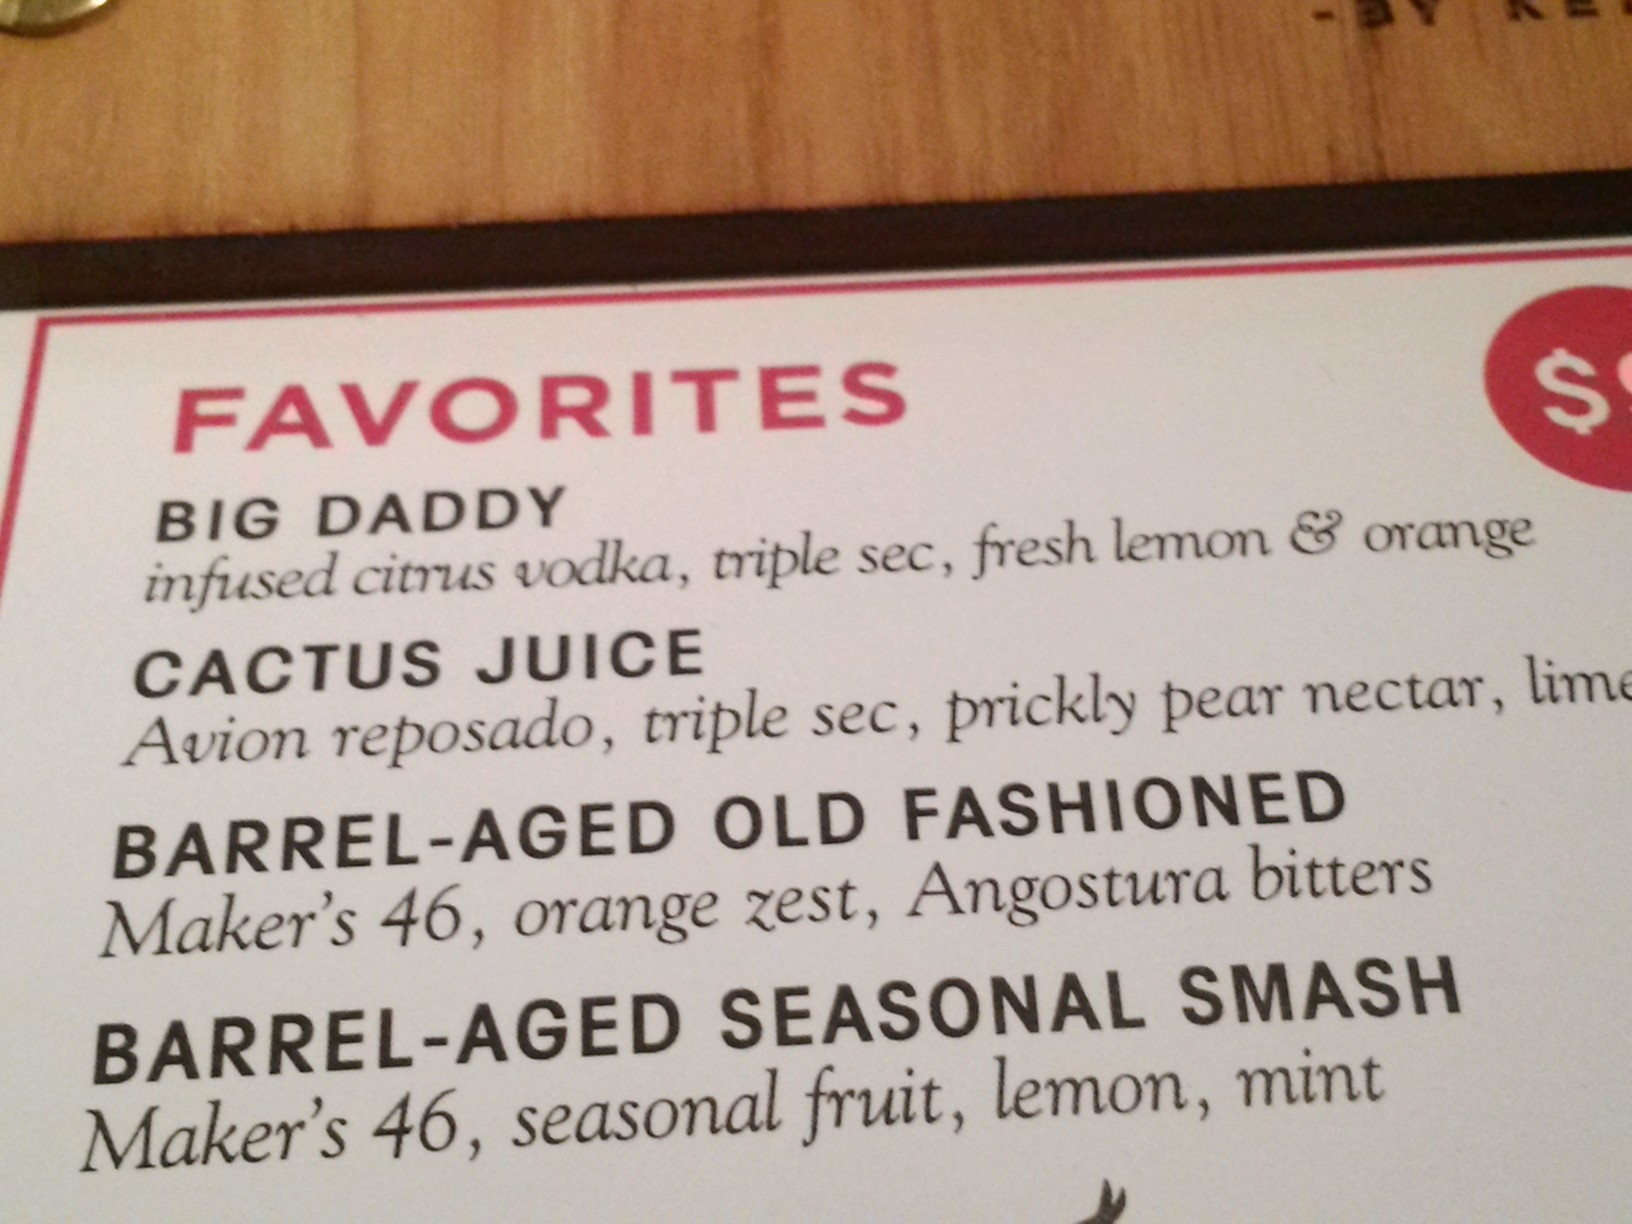 -BY
FAVORITES
$
BIG DADDY
infused citrus vodka, triple sec, fresh lemon & orange
CACTUS JUICE
Avion reposado, triple sec, prickly pear nectar, lime
BARREL-AGED OLD FASHIONED
Maker's 46, orange zest, Angostura bitters
BARREL-AGED SEASONAL SMASH
Maker's 46, seasonal fruit, lemon, mint